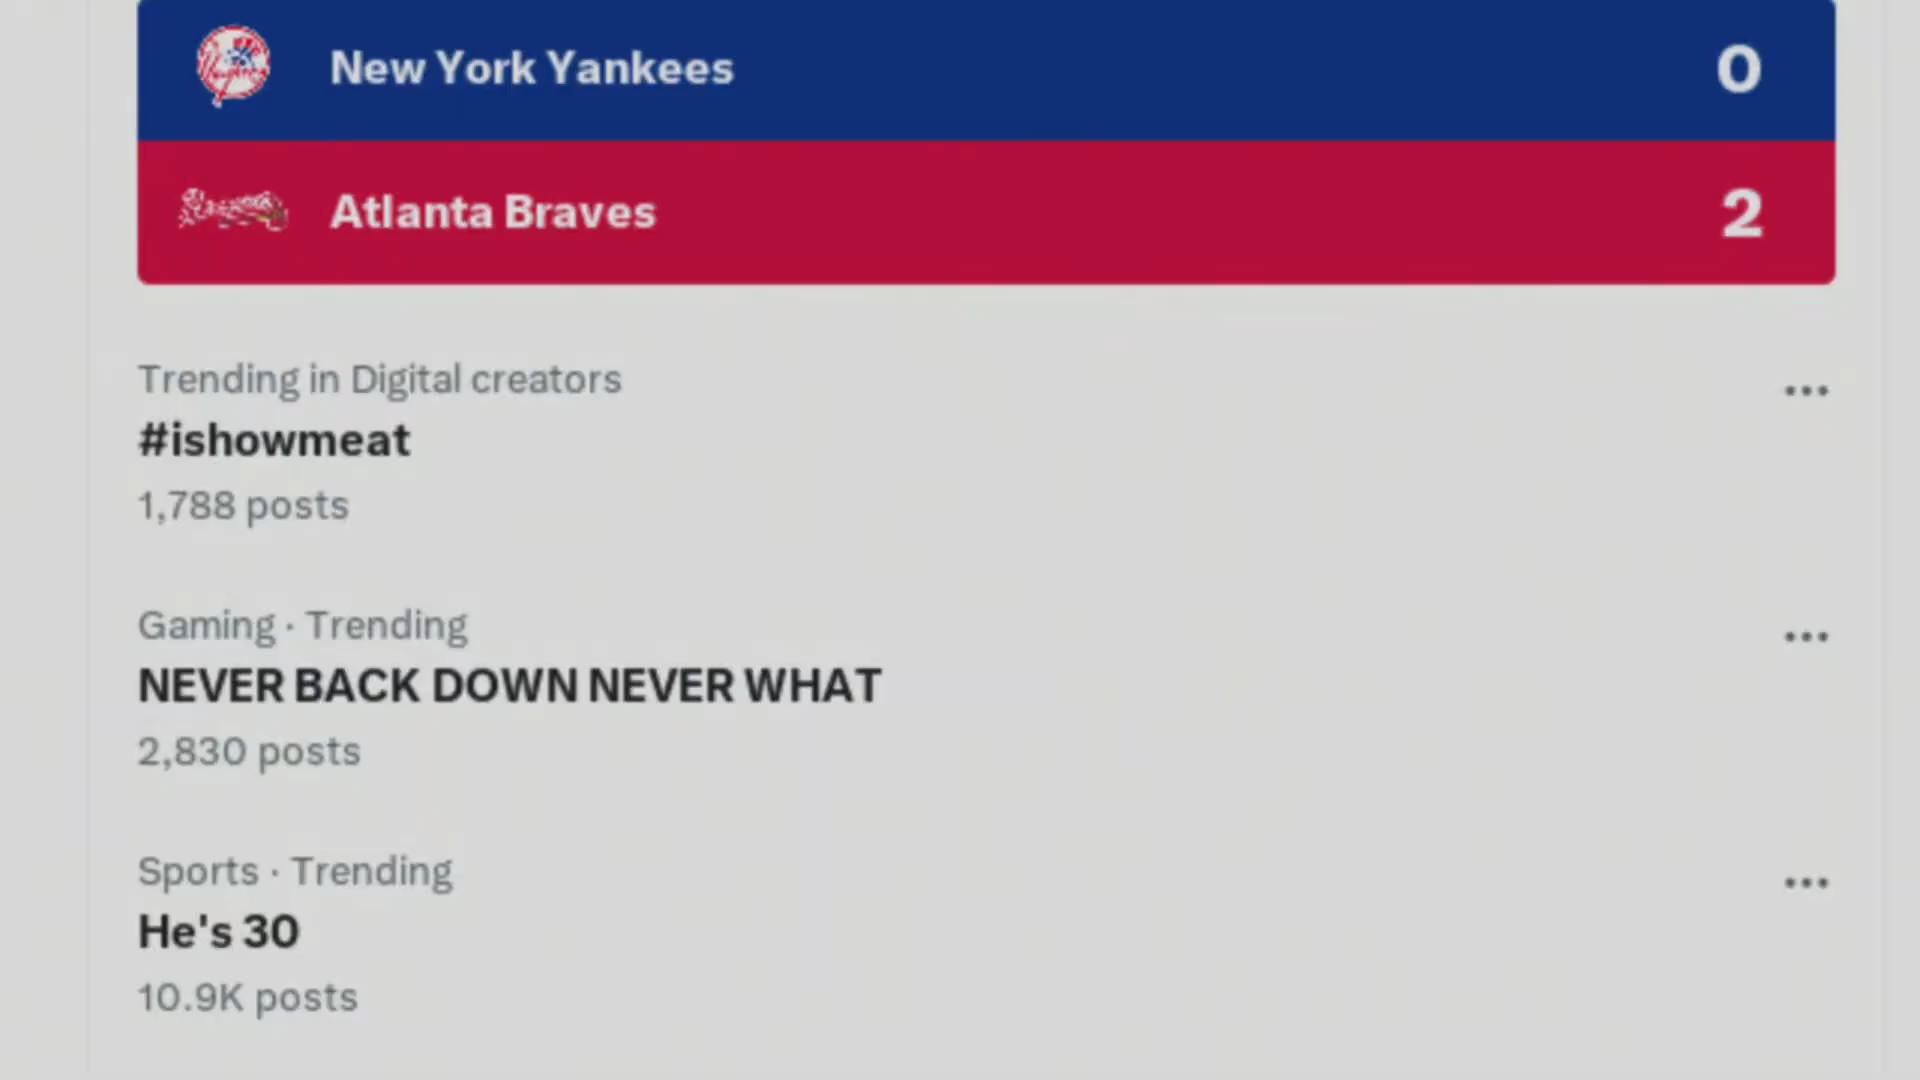 New York Yankees 0
Atlanta Braves 2
Trending in Digital creators
#ishowmeat
1,788 posts
Gaming · Trending
NEVER BACK DOWN NEVER WHAT
2,830 posts
Sports · Trending
He's 30
10.9K posts